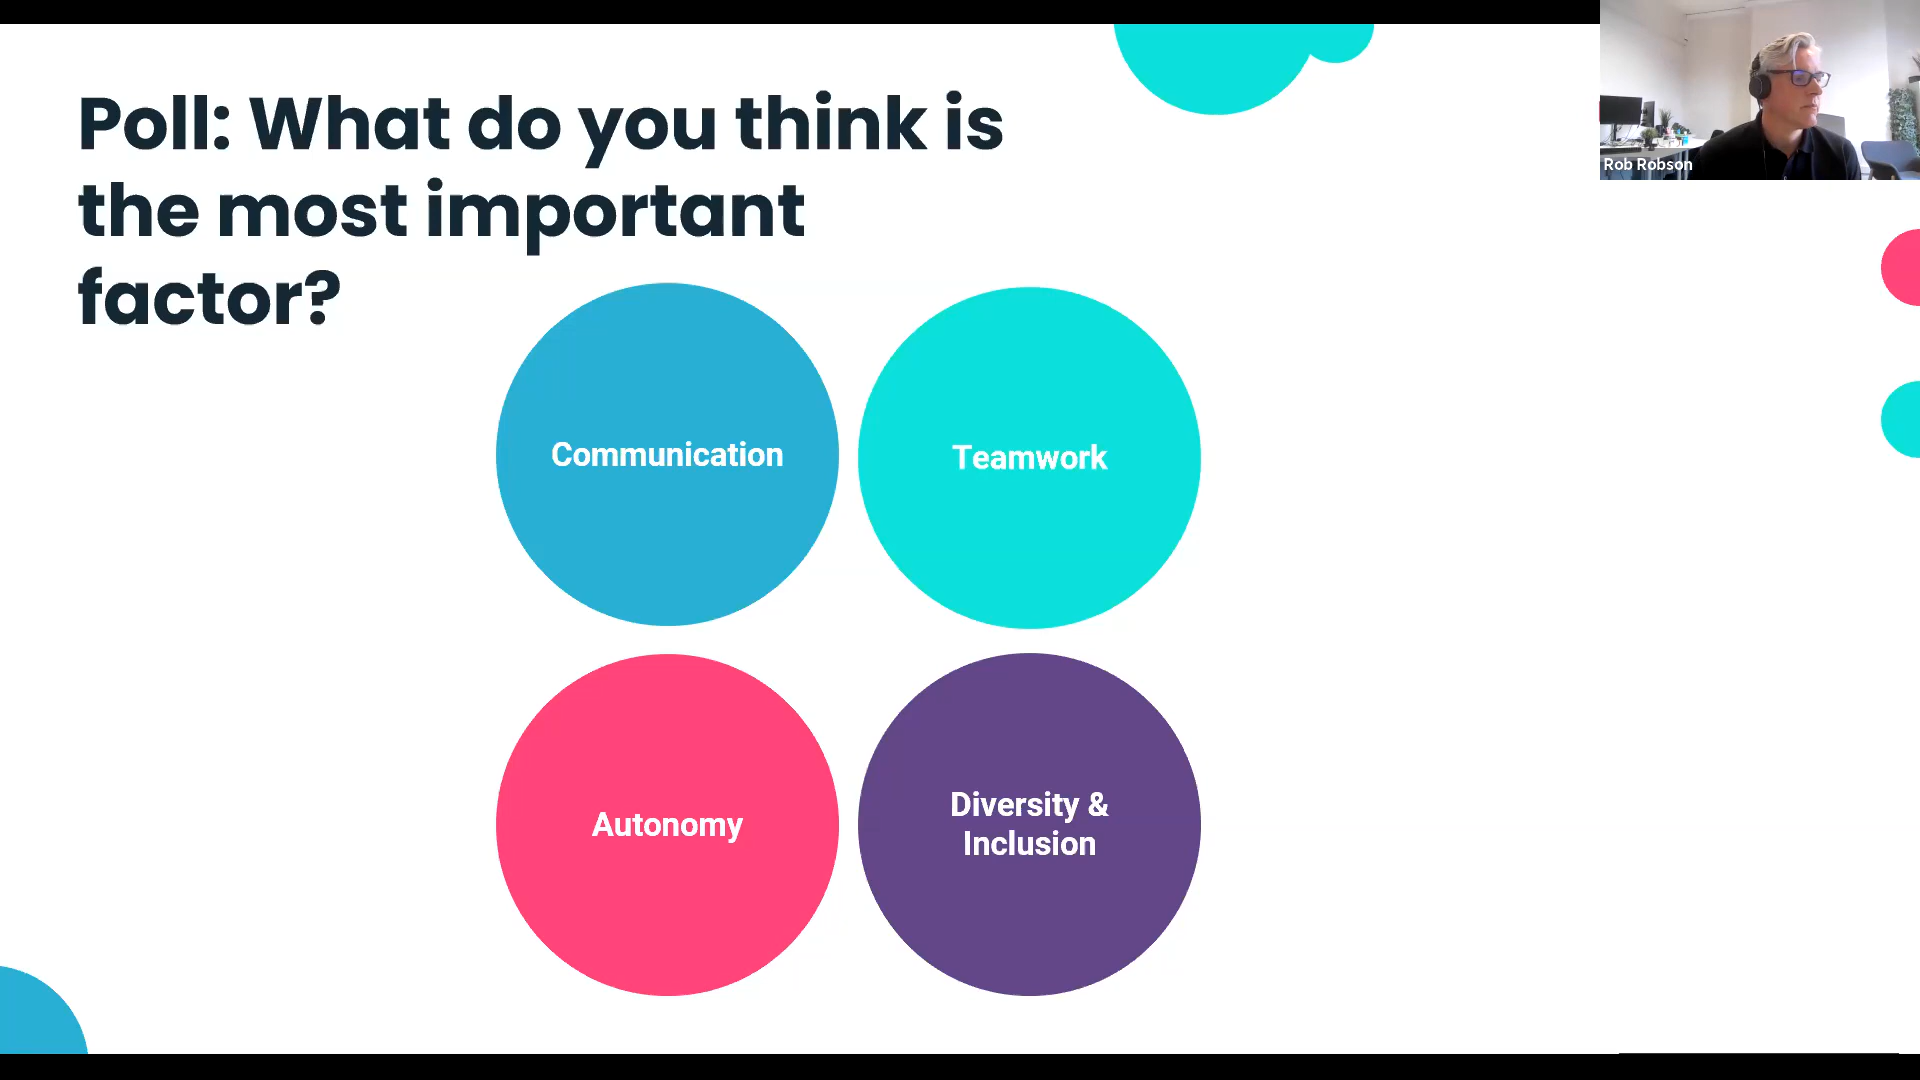 Poll: What do you think is
the most important
factor?
Rob Robson
Communication
Teamwork
Autonomy
Diversity &
Inclusion